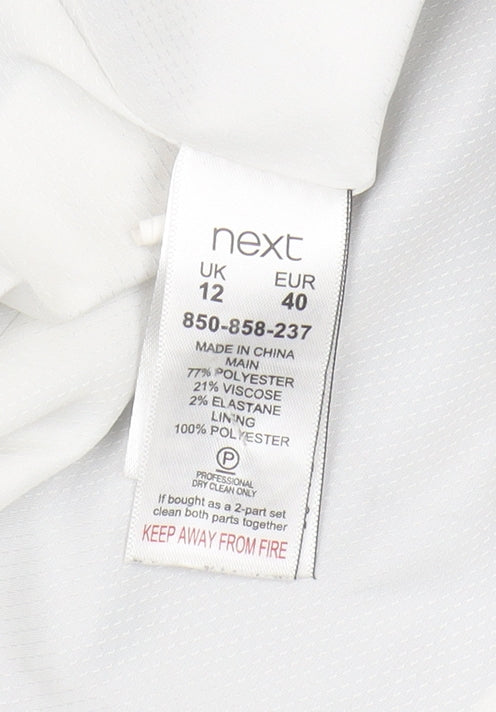 next
UK EUR
12 40
850-858-237
MADE IN CHINA
MAIN
77% POLYESTER
21% VISCOSE
2% ELASTANE
LINING
100% POLYESTER
P
PROFESSIONAL
DRY CLEAN ONLY
If bought as a 2-part set
clean both parts together
KEEP AWAY FROM FIRE